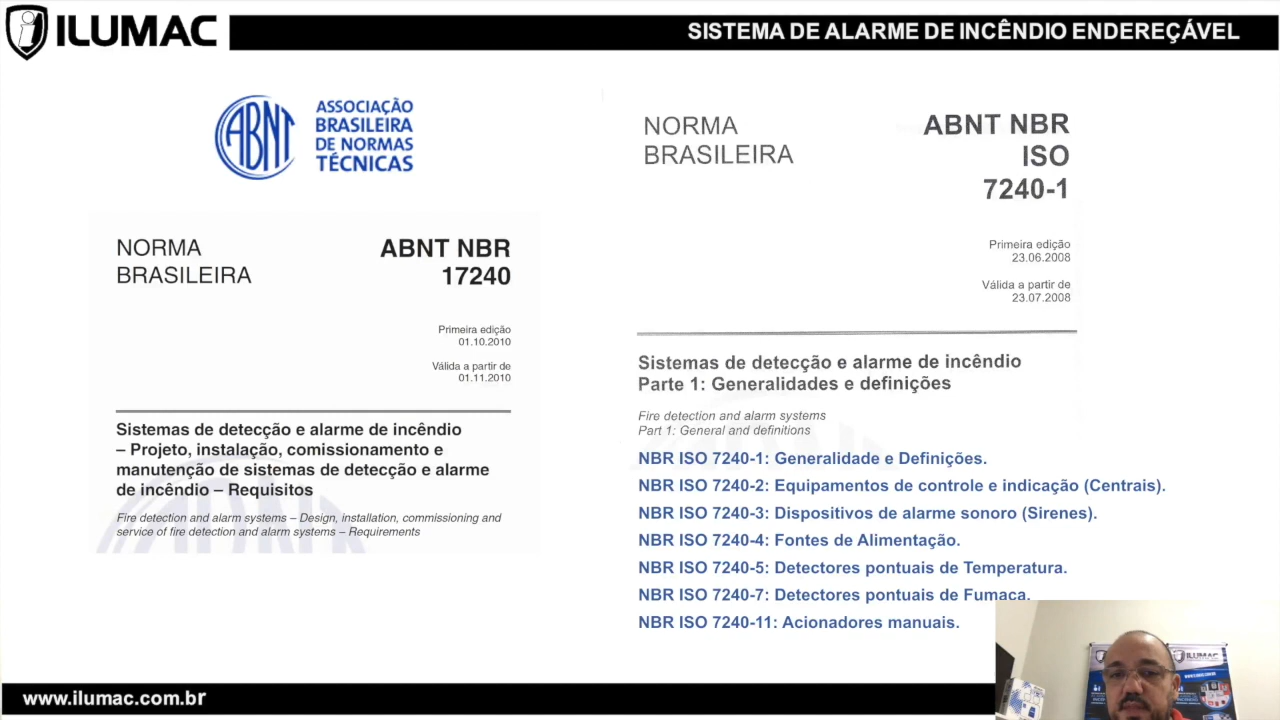 ILUMAC
SISTEMA DE ALARME DE INCÊNDIO ENDEREÇÁVEL
ABNT
ASSOCIAÇÃO
BRASILEIRA
DE NORMAS
TÉCNICAS
NORMA
BRASILEIRA
ABNT NBR
17240
Primeira edição
01.10.2010
Válida a partir de
01.11.2010
Sistemas de detecção e alarme de incêndio
– Projeto, instalação, comissionamento e
manutenção de sistemas de detecção e alarme
de incêndio – Requisitos
Fire detection and alarm systems – Design, installation, commissioning and
service of fire detection and alarm systems – Requirements
NORMA
BRASILEIRA
ABNT NBR
ISO
7240-1
Primeira edição
23.06.2008
Válida a partir de
23.07.2008
Sistemas de detecção e alarme de incêndio
Parte 1: Generalidades e definições
Fire detection and alarm systems
Part 1: General and definitions
NBR ISO 7240-1: Generalidade e Definições.
NBR ISO 7240-2: Equipamentos de controle e indicação (Centrais).
NBR ISO 7240-3: Dispositivos de alarme sonoro (Sirenes).
NBR ISO 7240-4: Fontes de Alimentação.
NBR ISO 7240-5: Detectores pontuais de Temperatura.
NBR ISO 7240-7: Detectores pontuais de Fumaça.
NBR ISO 7240-11: Acionadores manuais.
ILUMAC
www.ilumac.com.br